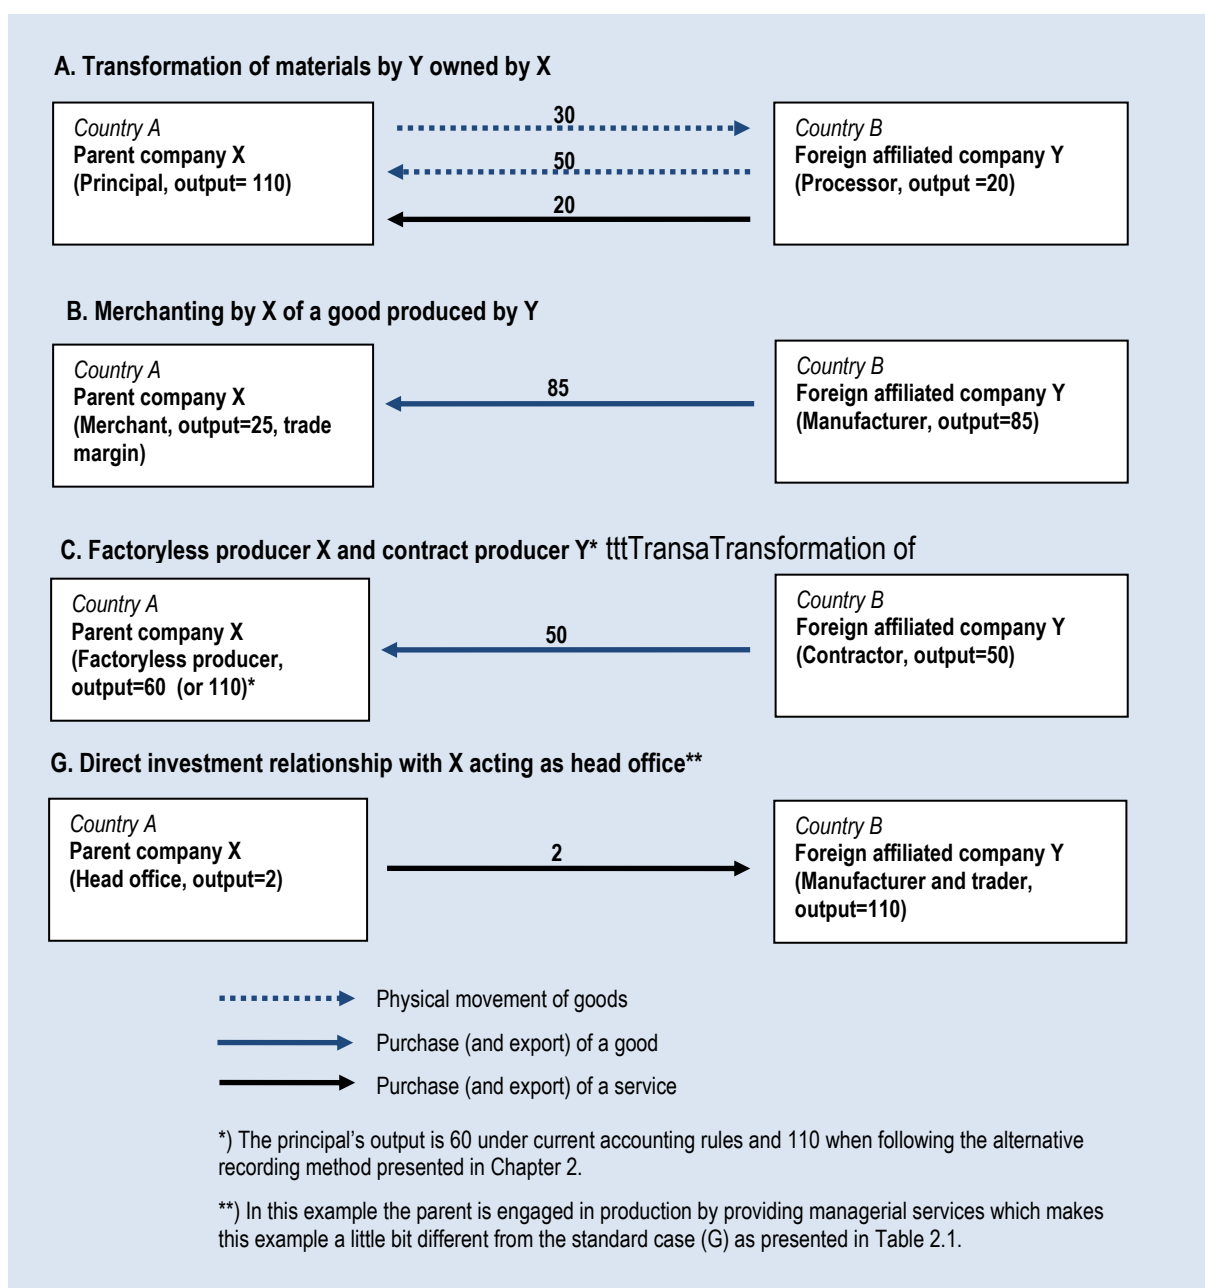 A. Transformation of materials by Y owned by X
Country A
Parent company X
(Principal, output= 110)
30
50
20
Country B
Foreign affiliated company Y
(Processor, output =20)
B. Merchanting by X of a good produced by Y
Country A
Parent company X
(Merchant, output=25, trade
margin)
85
Country B
Foreign affiliated company Y
(Manufacturer, output=85)
C. Factoryless producer X and contract producer Y* tttTransaTransformation of
Country A
Parent company X
(Factoryless producer,
output=60 (or 110)*
50
Country B
Foreign affiliated company Y
(Contractor, output=50)
G. Direct investment relationship with X acting as head office**
Country A
Parent company X
(Head office, output=2)
2
Country B
Foreign affiliated company Y
(Manufacturer and trader,
output=110)
Physical movement of goods
Purchase (and export) of a good
Purchase (and export) of a service
*) The principal’s output is 60 under current accounting rules and 110 when following the alternative
recording method presented in Chapter 2.
**) In this example the parent is engaged in production by providing managerial services which makes
this example a little bit different from the standard case (G) as presented in Table 2.1.